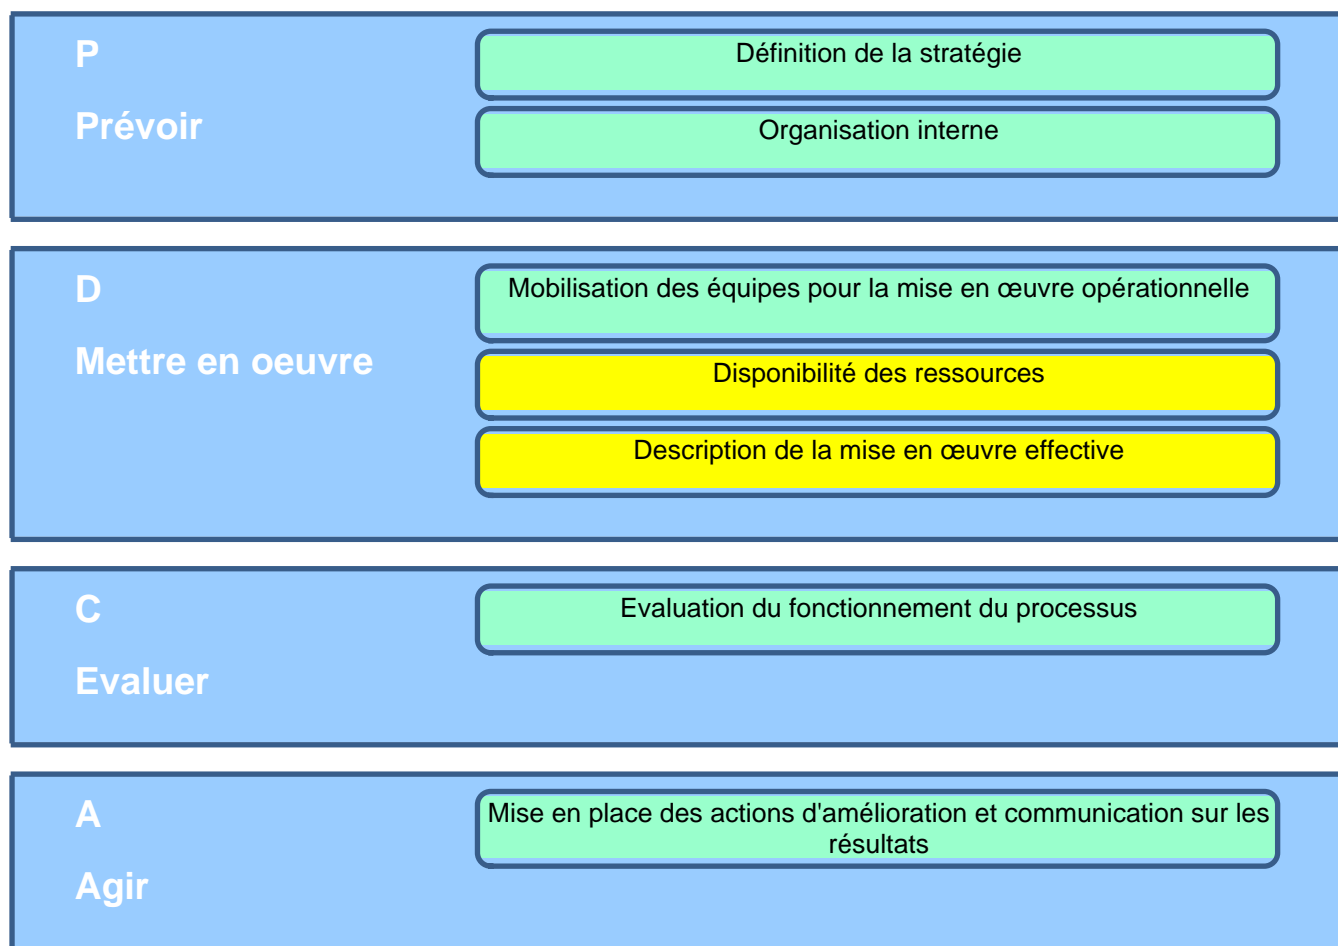 P
Prévoir
Définition de la stratégie
Organisation interne
D
Mettre en oeuvre
Mobilisation des équipes pour la mise en œuvre opérationnelle
Disponibilité des ressources
Description de la mise en œuvre effective
C
Evaluer
Evaluation du fonctionnement du processus
A
Agir
Mise en place des actions d'amélioration et communication sur les
résultats